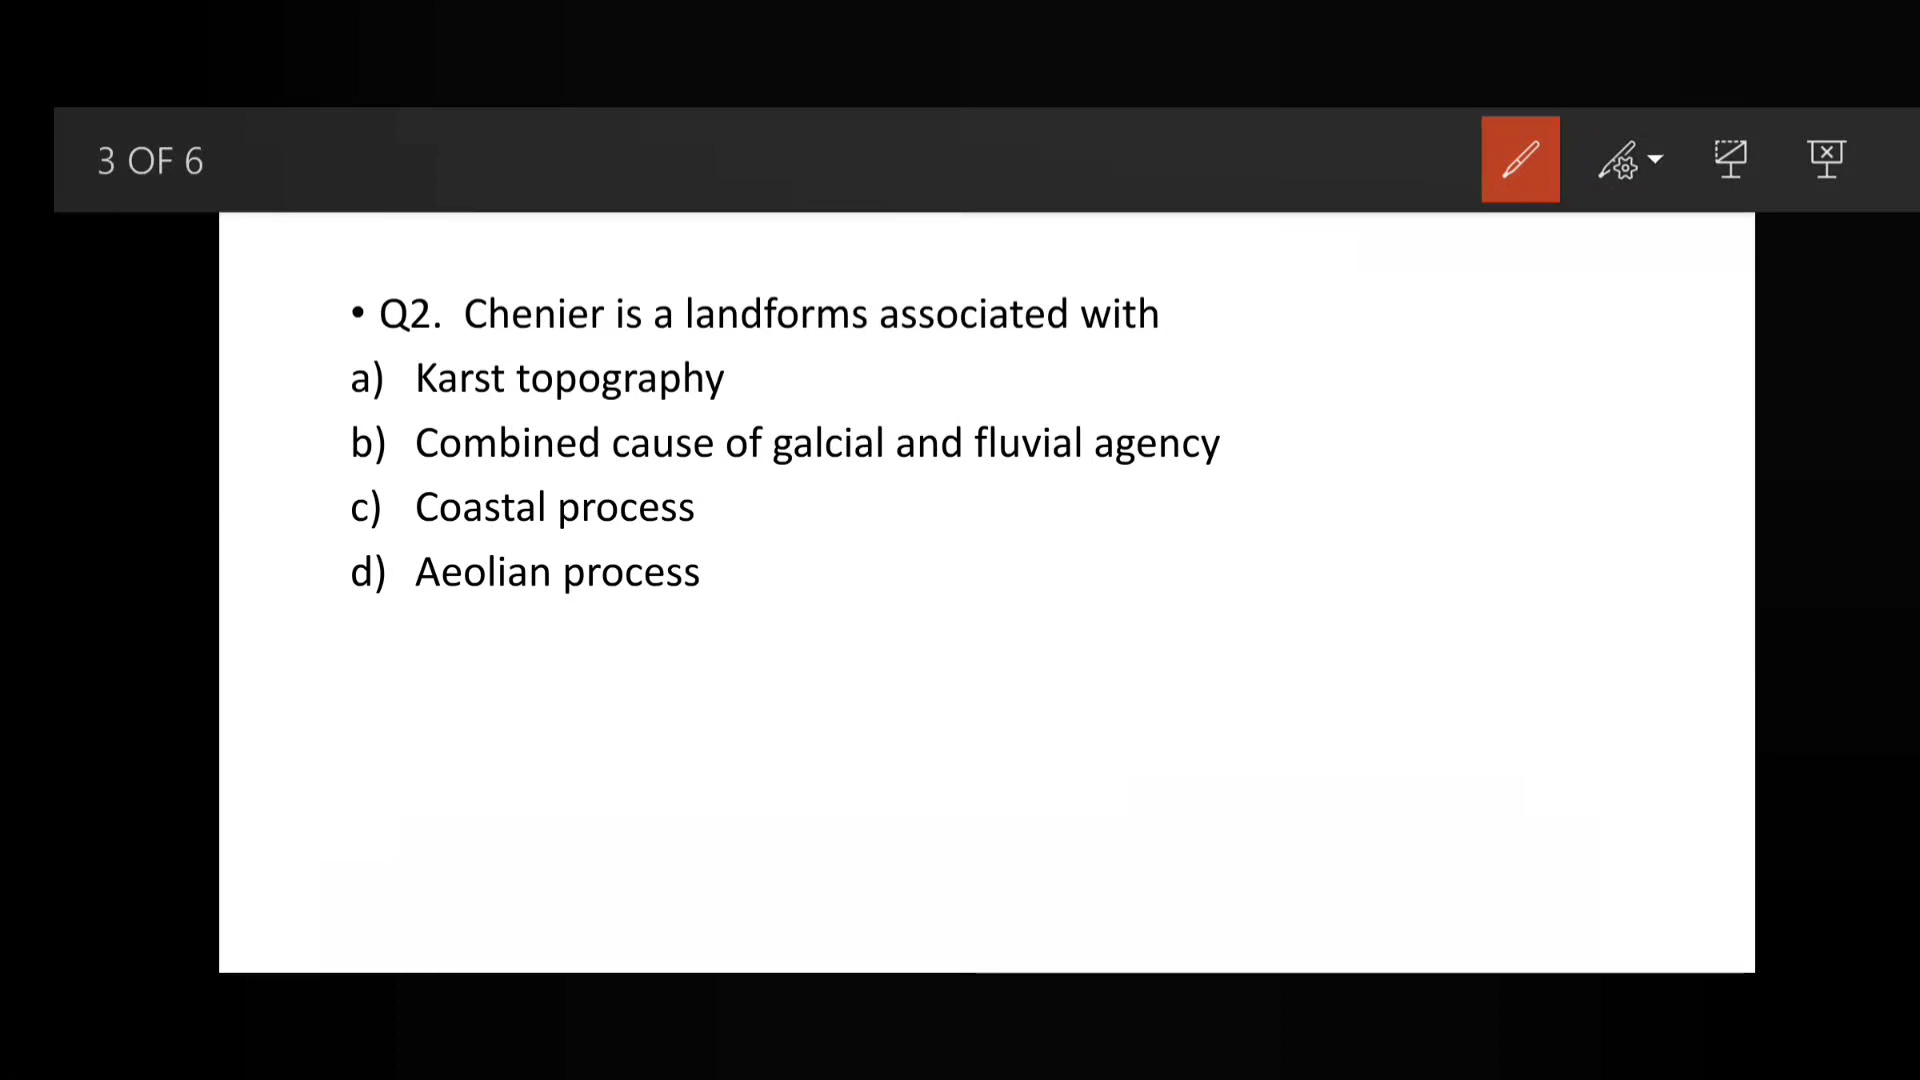 3 OF 6
• Q2. Chenier is a landforms associated with
a) Karst topography
b) Combined cause of galcial and fluvial agency
c) Coastal process
d) Aeolian process